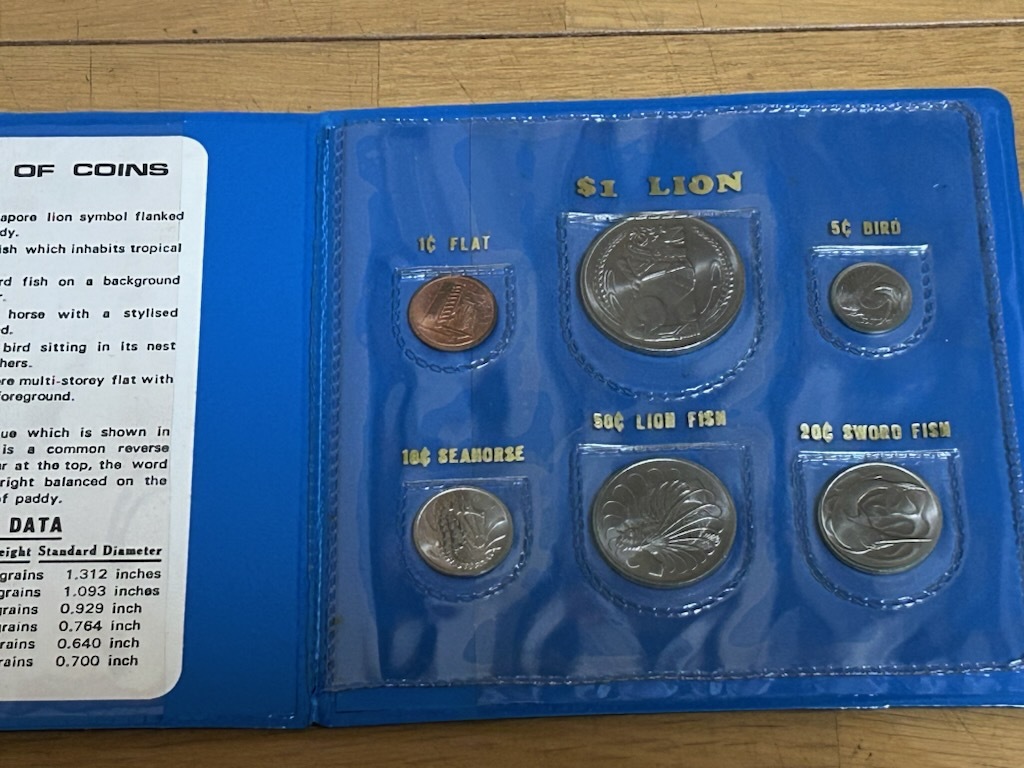 OF COINS
apore lion symbol flanked
dy.
ish which inhabits tropical
rd fish on a background
r.
horse with a stylised
d.
bird sitting in its nest
hers.
re multi-storey flat with
foreground.
ue which is shown in
is a common reverse
r at the top, the word
right balanced on the
f paddy.
DATA
eight Standard Diameter
grains 1.312 inches
grains 1.093 inches
grains 0.929 inch
grains 0.764 inch
rains 0.640 inch
rains 0.700 inch
$1 LION
1¢ FLAT
5¢ BIRD
50¢ LION FISH
10¢ SEAHORSE
20¢ SWORD FISH